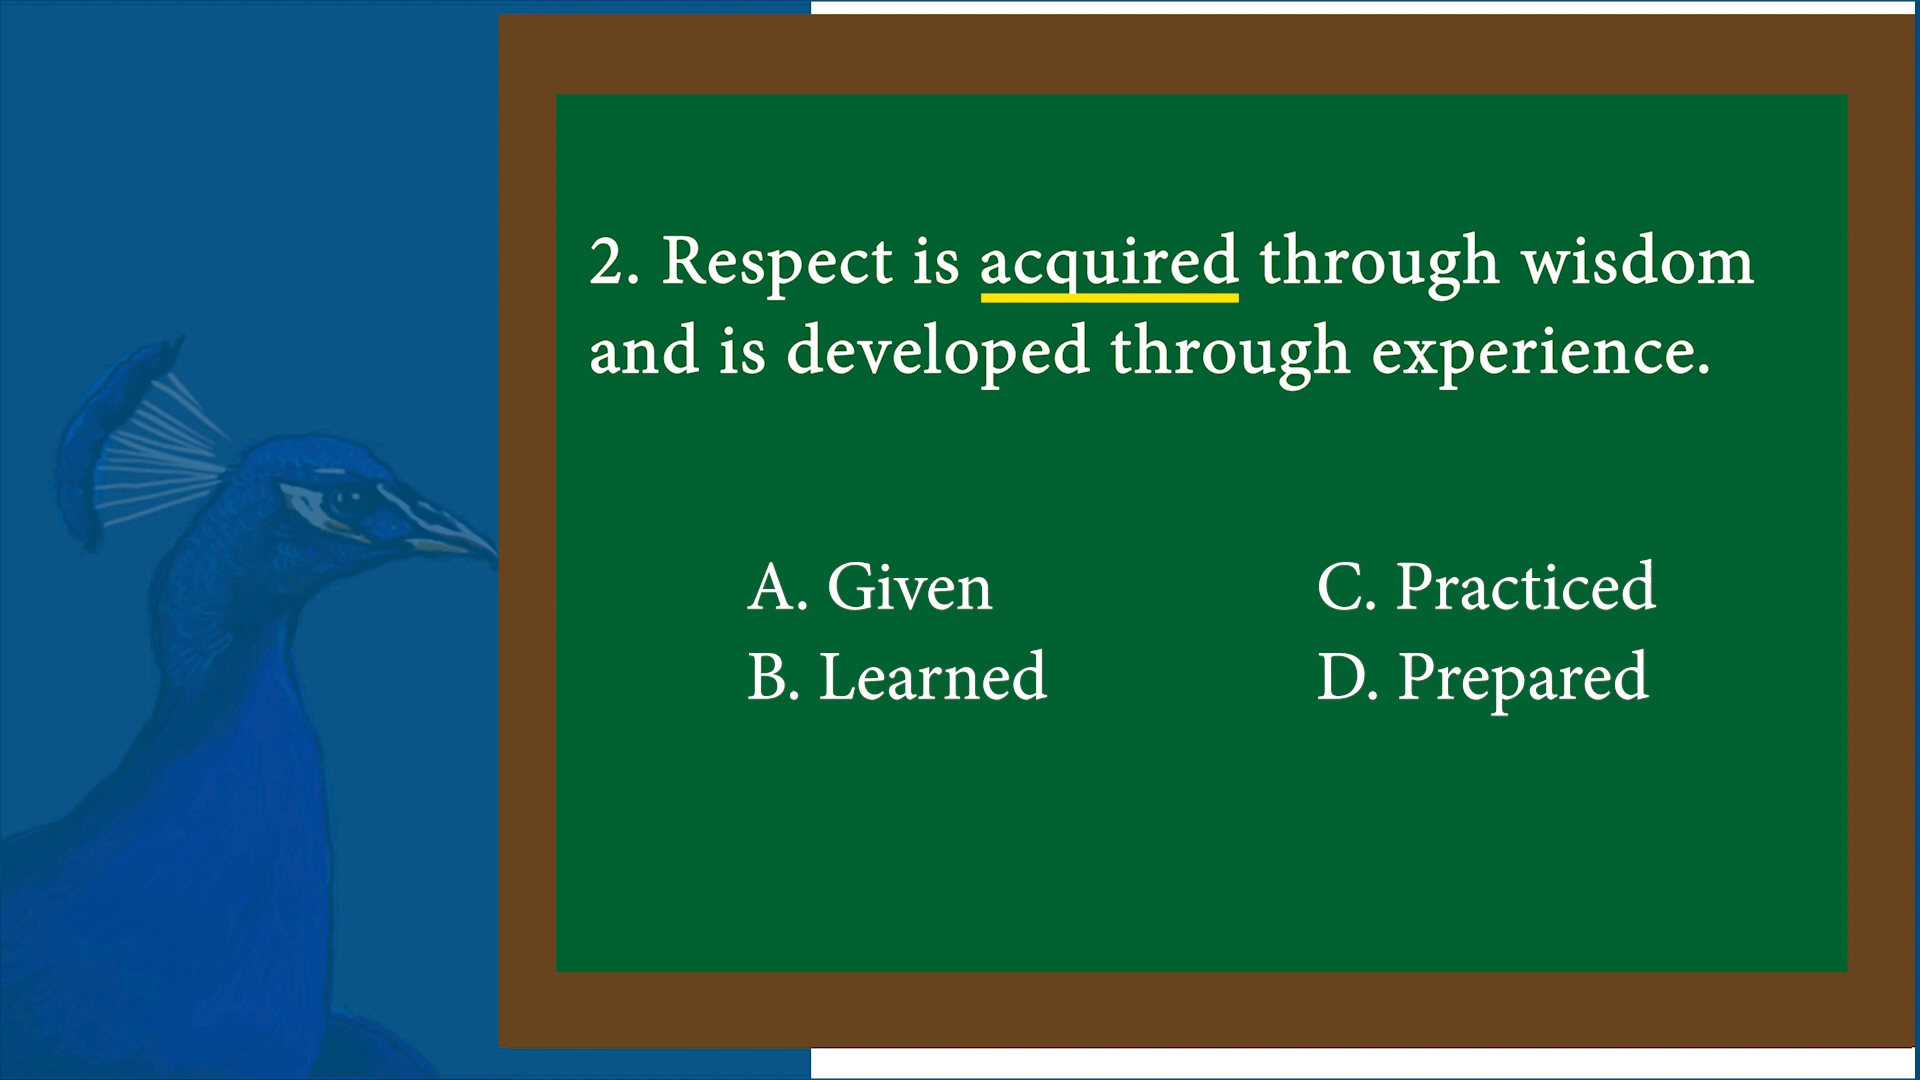 2. Respect is acquired through wisdom
and is developed through experience.
A. Given
B. Learned
C. Practiced
D. Prepared